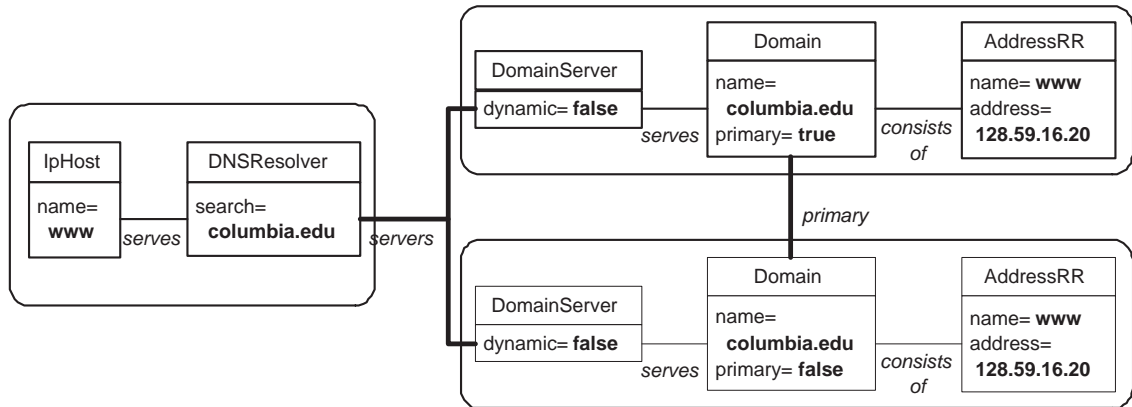 IpHost
name=
www
serves
DNSResolver
search=
columbia.edu
servers
DomainServer
dynamic= false
serves
Domain
name=
columbia.edu
primary= true
consists
of
AddressRR
name= www
address=
128.59.16.20
primary
DomainServer
dynamic= false
serves
Domain
name=
columbia.edu
primary= false
consists
of
AddressRR
name= www
address=
128.59.16.20